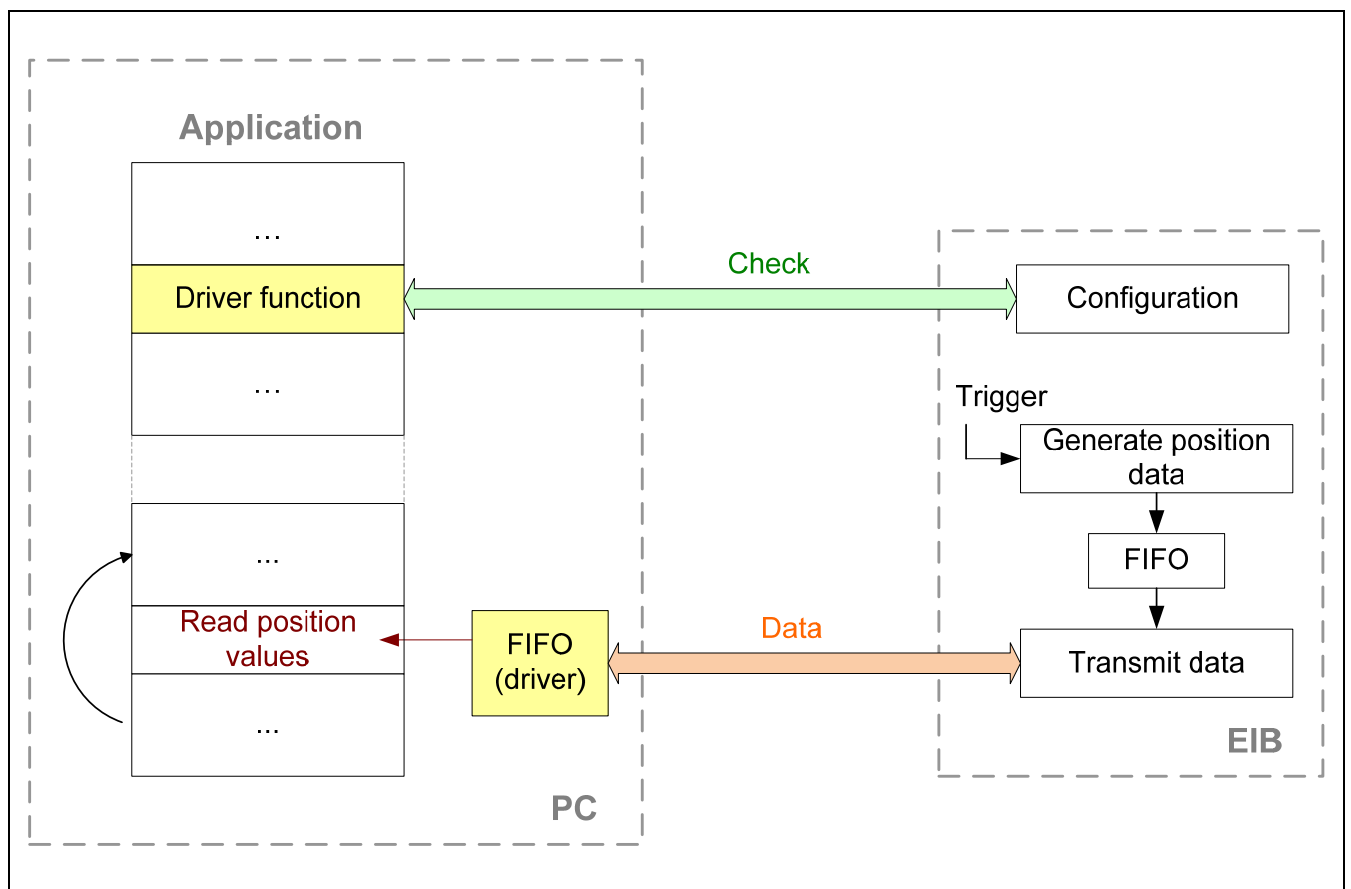 Application
...
Driver function
...
...
Read position
values
...
FIFO
(driver)
PC
Check
Data
Configuration
Trigger
Generate position
data
FIFO
Transmit data
EIB